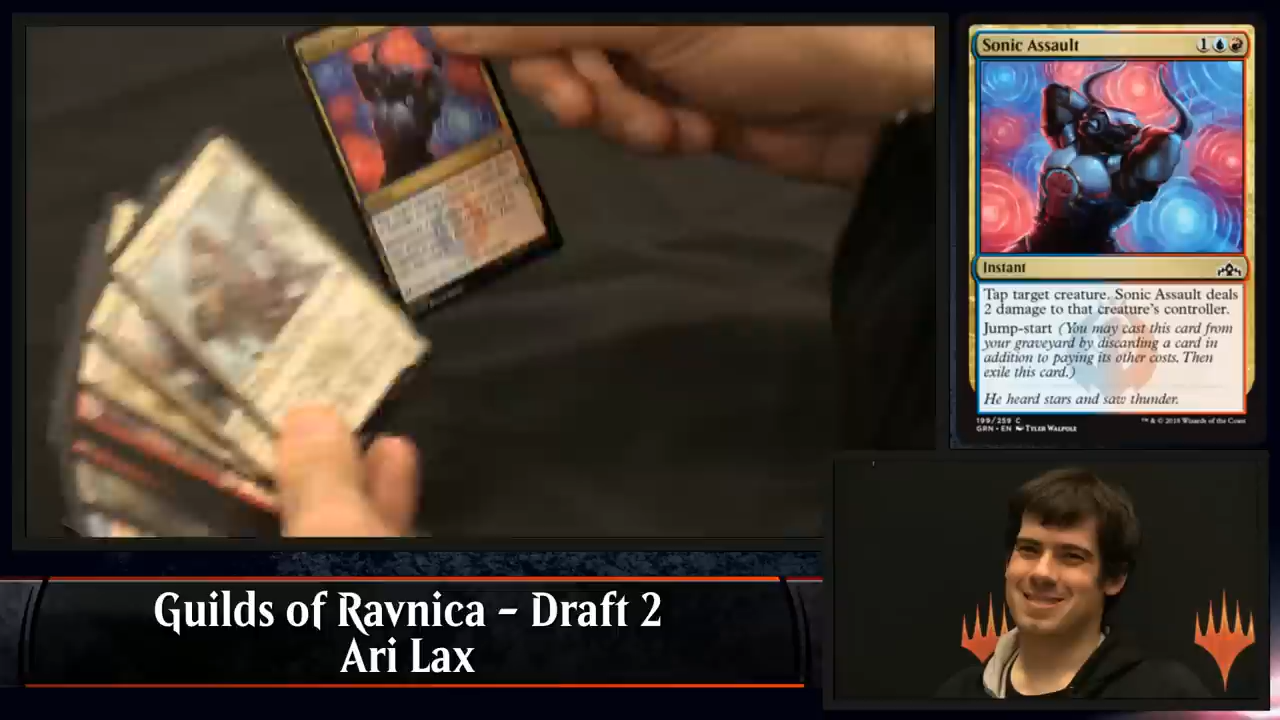 Sonic Assault
1
Instant
Tap target creature. Sonic Assault deals
2 damage to that creature's controller.
Jump-start (You may cast this card from
your graveyard by discarding a card in
addition to paying its other costs. Then
exile this card.)
He heard stars and saw thunder.
199/259 C
GRN • EN Tyler Walpole
™ & © 2018 Wizards of the Coast
Guilds of Ravnica – Draft 2
Ari Lax